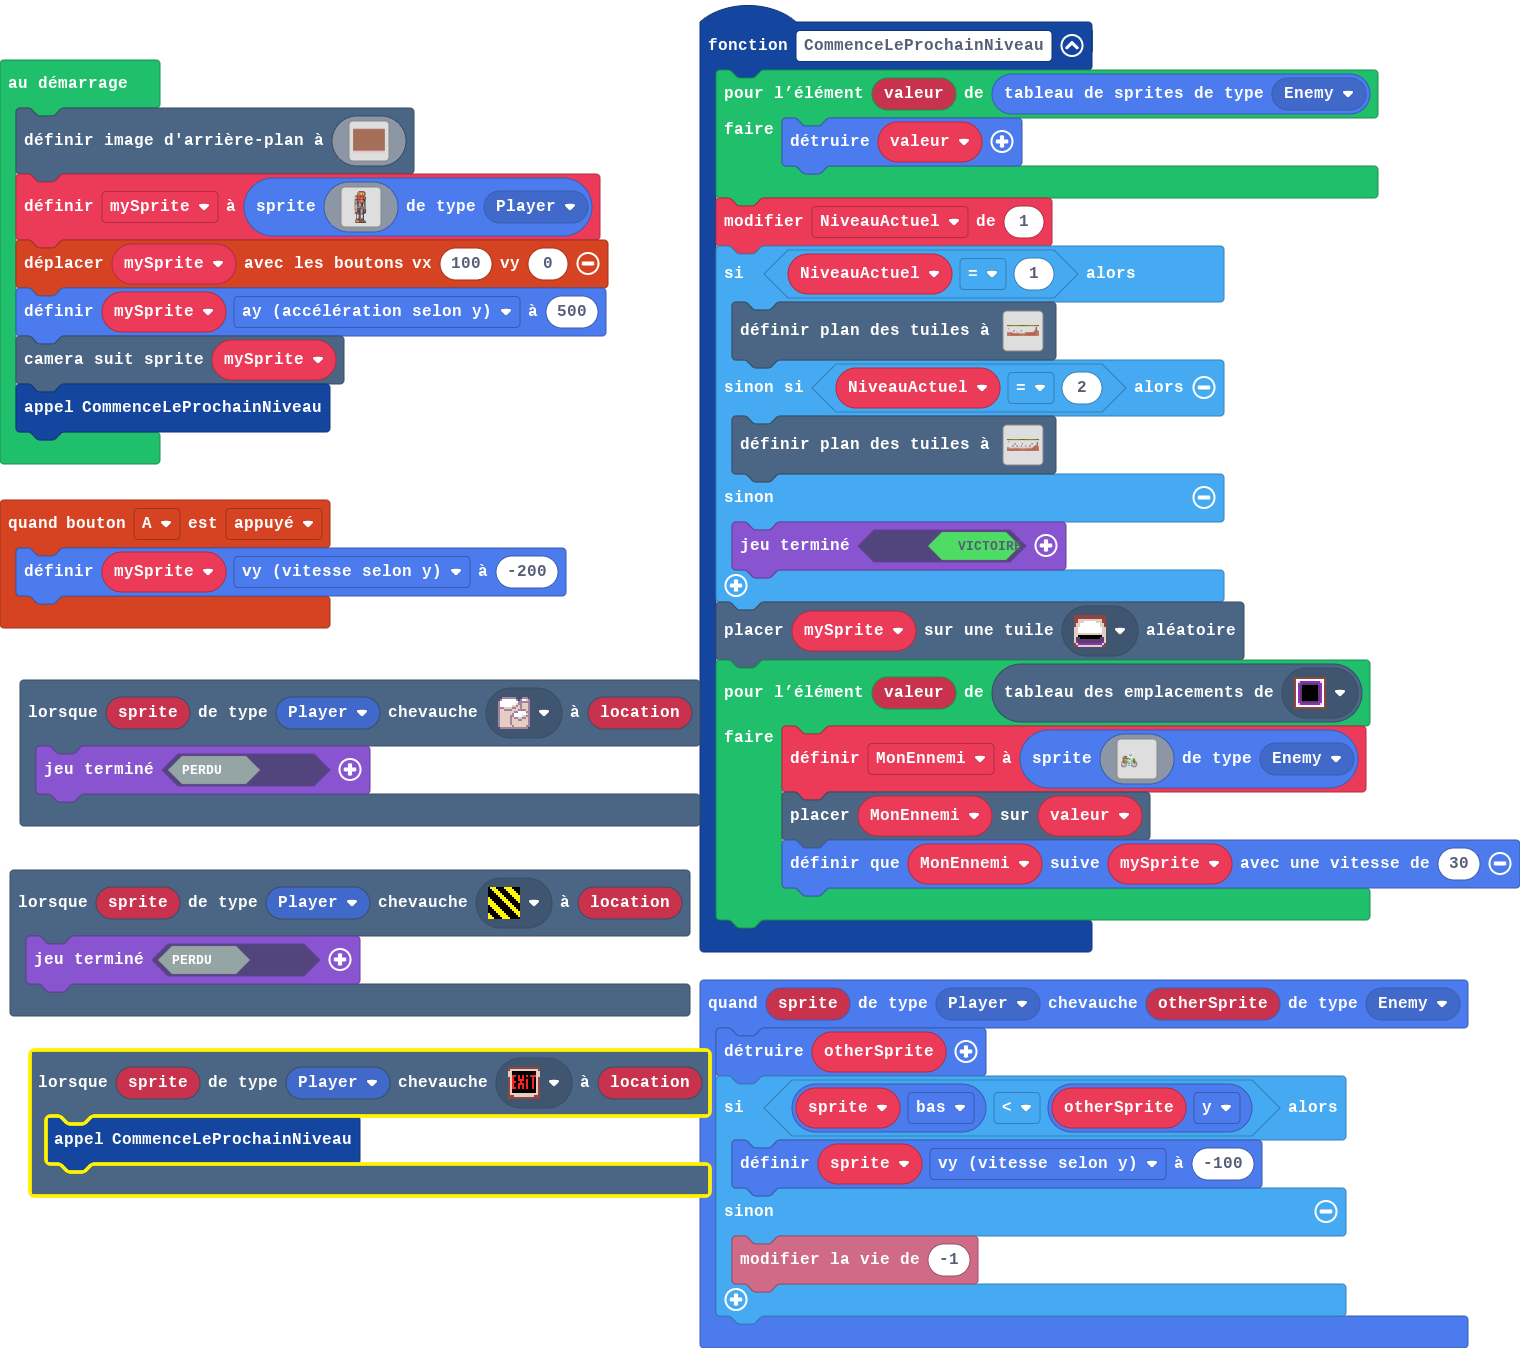 au démarrage
définir image d'arrière-plan à
définir mySprite à sprite de type Player
déplacer mySprite avec les boutons vx 100 vy 0
définir mySprite ay (accélération selon y) à 500
camera suit sprite mySprite
appel CommenceLeProchainNiveau
quand bouton A est appuyé
définir mySprite vy (vitesse selon y) à -200
lorsque sprite de type Player chevauche à location
jeu terminé PERDU
lorsque sprite de type Player chevauche à location
jeu terminé PERDU
lorsque sprite de type Player chevauche EXIT à location
appel CommenceLeProchainNiveau
fonction CommenceLeProchainNiveau
pour l’élément valeur de tableau de sprites de type Enemy
faire détruire valeur
modifier NiveauActuel de 1
si NiveauActuel = 1 alors
définir plan des tuiles à
sinon si NiveauActuel = 2 alors
définir plan des tuiles à
sinon
jeu terminé VICTOIRE
placer mySprite sur une tuile aléatoire
pour l’élément valeur de tableau des emplacements de
faire définir MonEnnemi à sprite de type Enemy
placer MonEnnemi sur valeur
définir que MonEnnemi suive mySprite avec une vitesse de 30
quand sprite de type Player chevauche otherSprite de type Enemy
détruire otherSprite
si sprite bas < otherSprite y alors
définir sprite vy (vitesse selon y) à -100
sinon
modifier la vie de -1